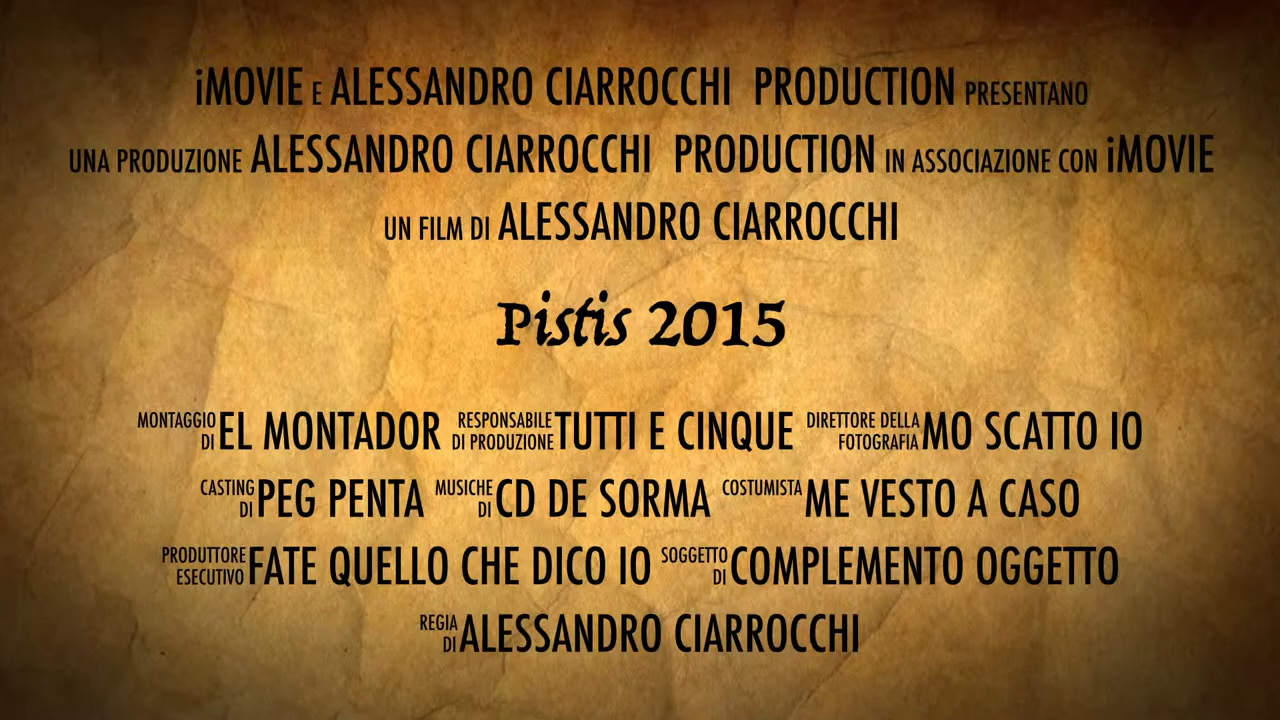 iMOVIE E ALESSANDRO CIARROCCHI PRODUCTION PRESENTANO
UNA PRODUZIONE ALESSANDRO CIARROCCHI PRODUCTION IN ASSOCIAZIONE CON iMOVIE
UN FILM DI ALESSANDRO CIARROCCHI
Pistis 2015
MONTAGGIO DI EL MONTADOR RESPONSABILE DI PRODUZIONE TUTTI E CINQUE DIRETTORE DELLA FOTOGRAFIA MO SCATTO IO
CASTING DI PEG PENTA MUSICHE DI CD DE SORMA COSTUMISTA ME VESTO A CASO
PRODUTTORE ESECUTIVO FATE QUELLO CHE DICO IO SOGGETTO DI COMPLEMENTO OGGETTO
REGIA DI ALESSANDRO CIARROCCHI